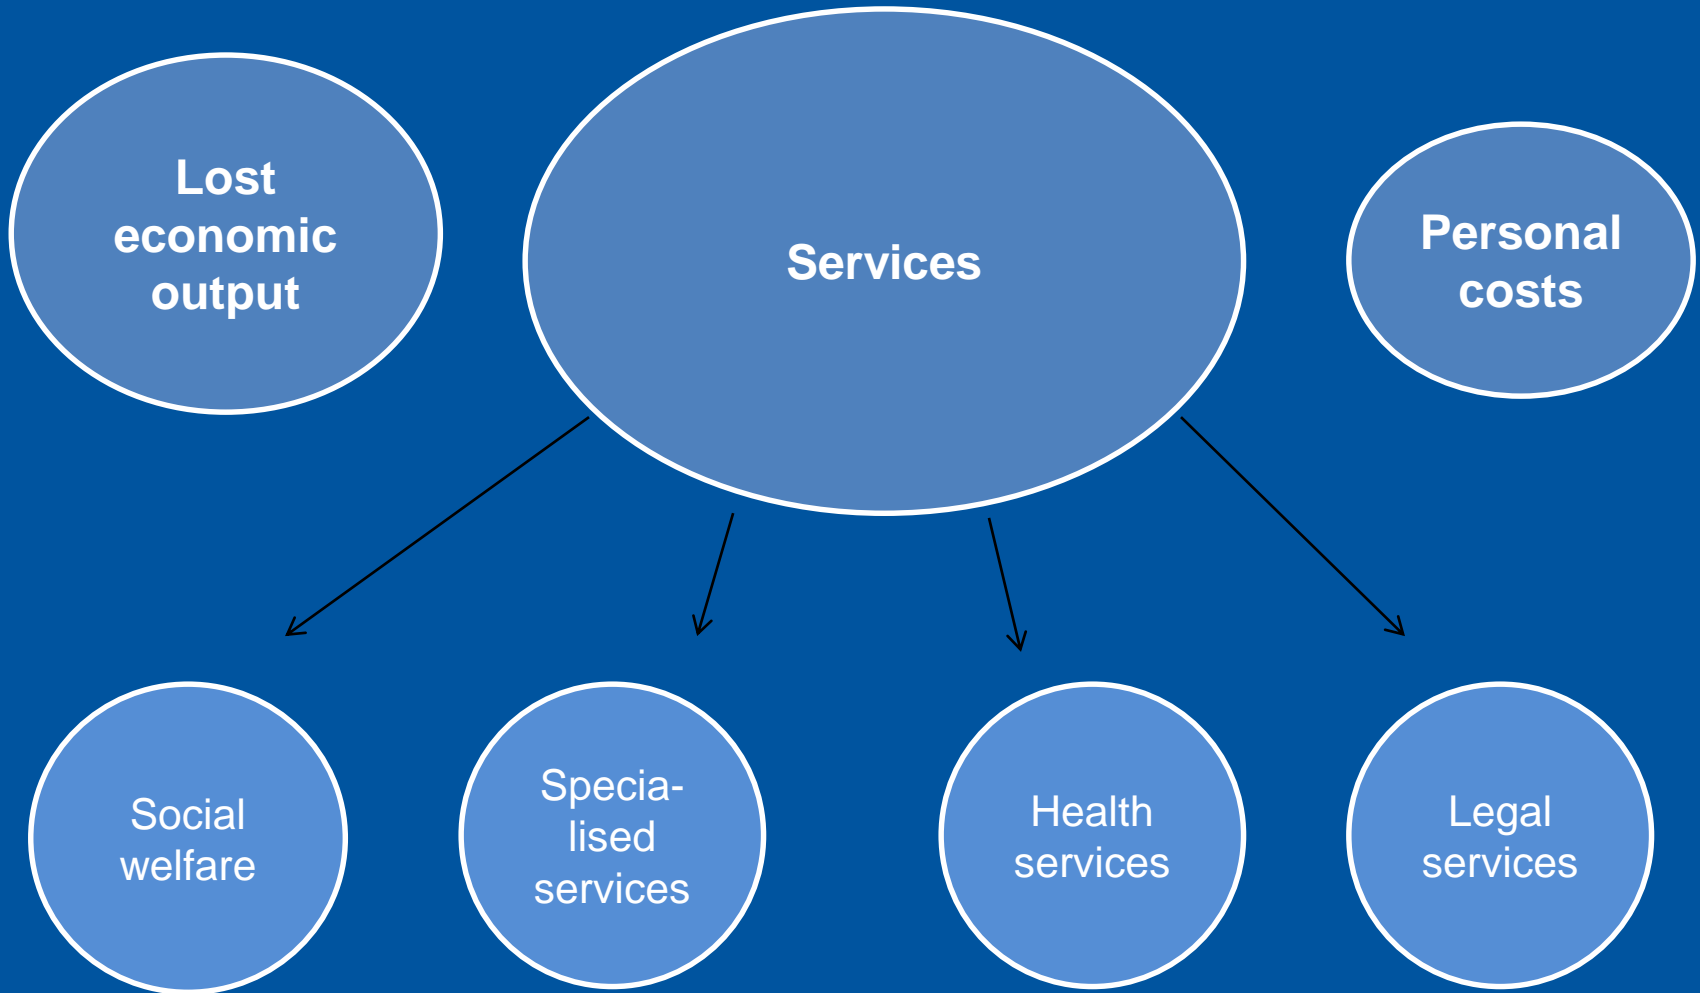 Lost
economic
output
Services
Personal
costs
Social
welfare
Specia-
lised
services
Health
services
Legal
services